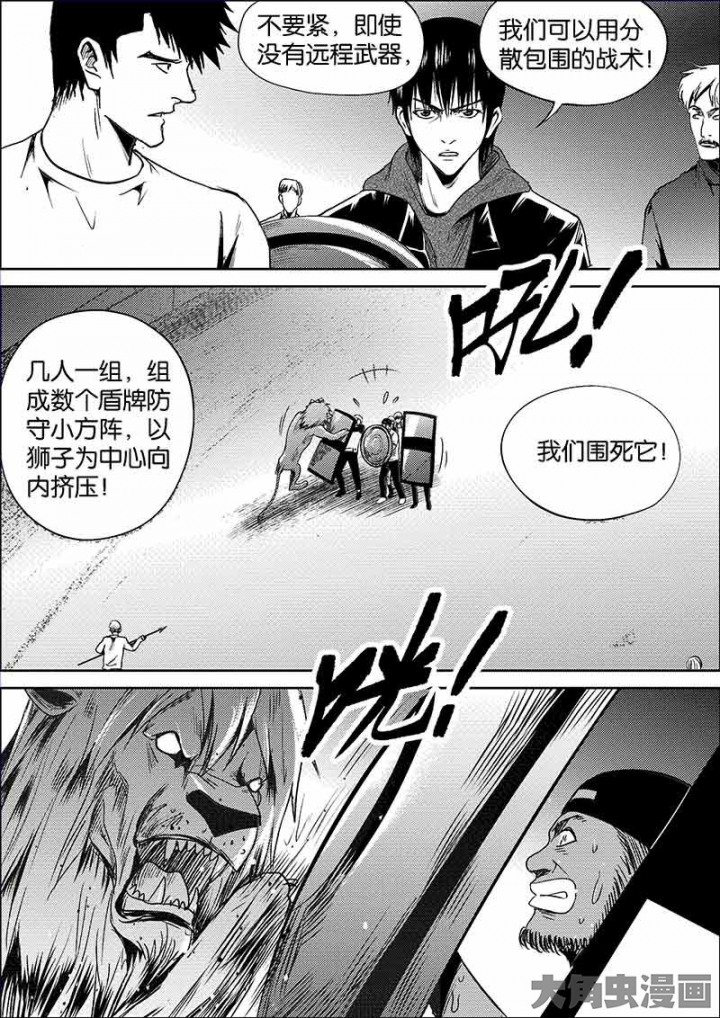 不要紧，即使
没有远程武器，
我们可以用分
散包围的战术！
吼！
几人一组，组
成数个盾牌防
守小方阵，以
狮子为中心向
内挤压！
我们围死它！
咣！
大角虫漫画